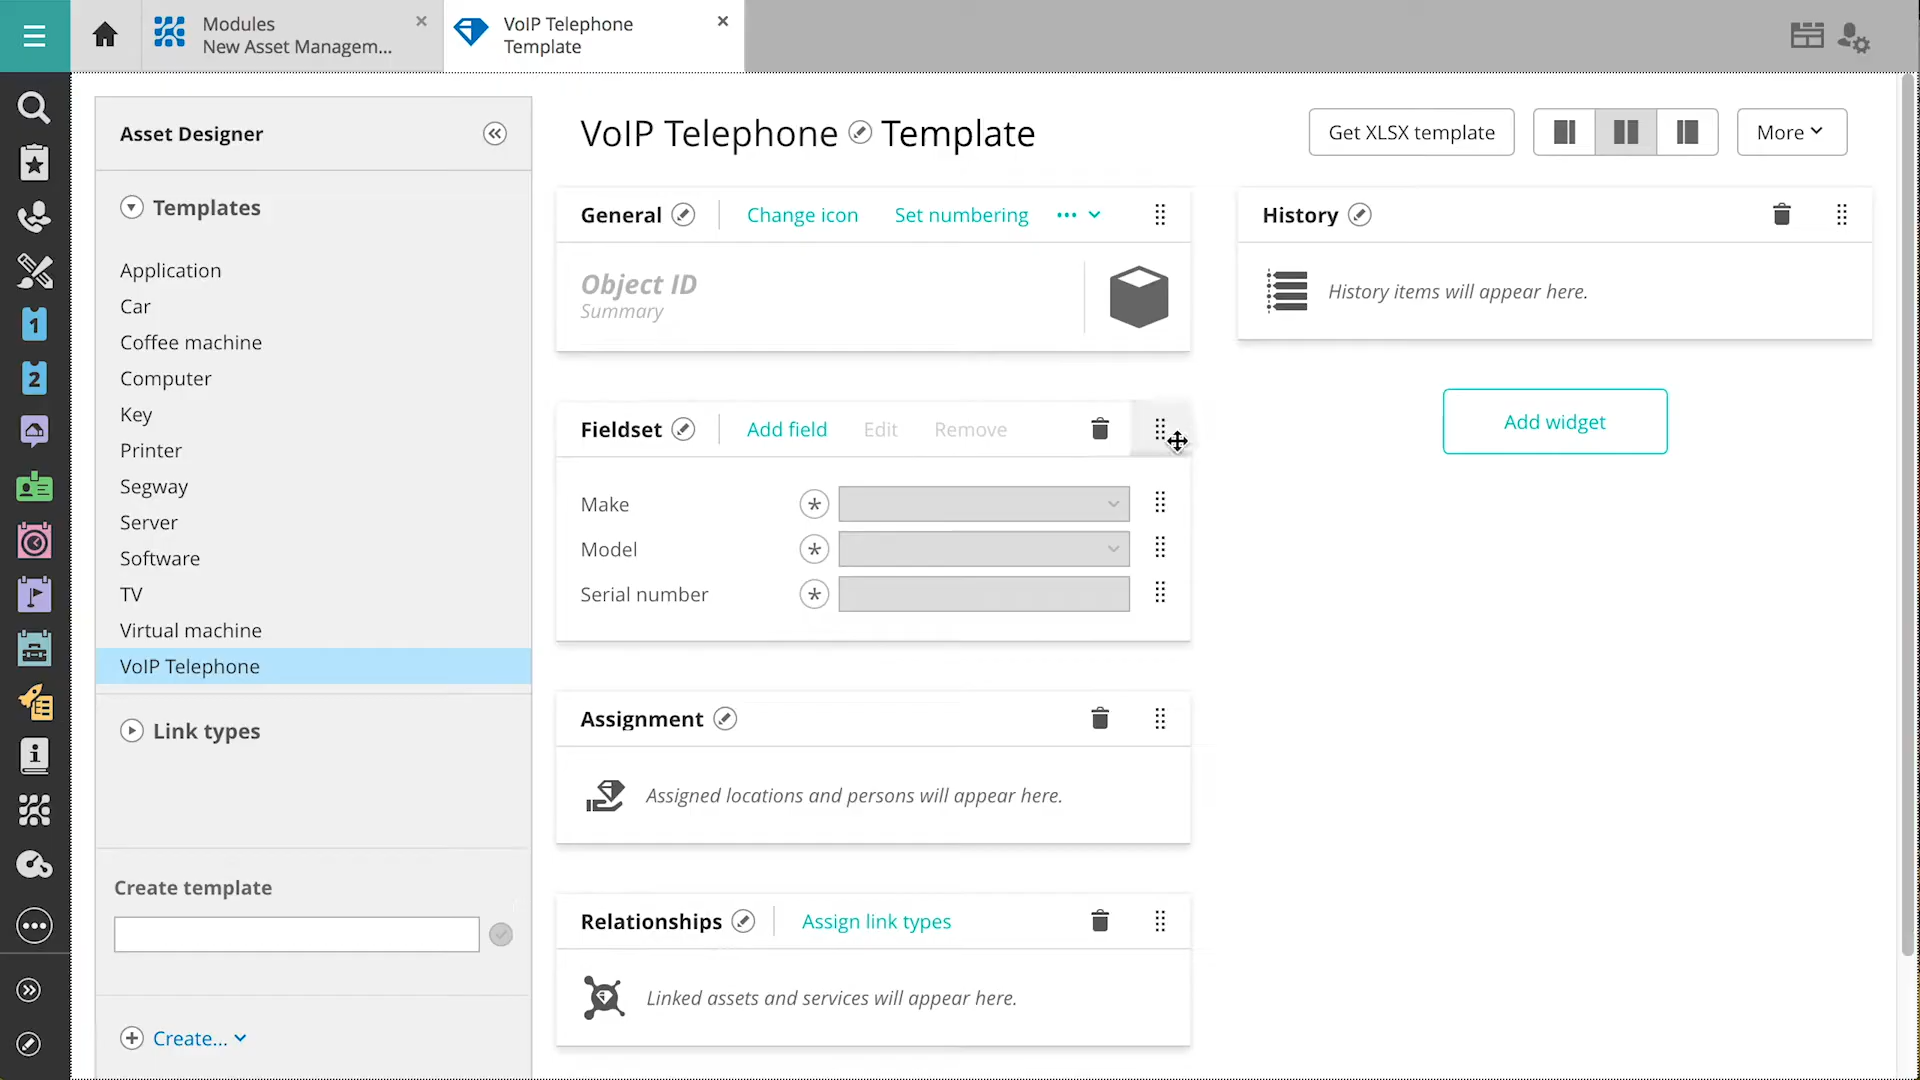 Modules
New Asset Managem...
VoIP Telephone
Template
1
2
Asset Designer
Templates
Application
Car
Coffee machine
Computer
Key
Printer
Segway
Server
Software
TV
Virtual machine
VoIP Telephone
Link types
Create template
Create...
VoIP Telephone Template
Get XLSX template
More
General
Change icon
Set numbering
Object ID
Summary
Fieldset
Add field
Edit
Remove
Make
Model
Serial number
Assignment
Assigned locations and persons will appear here.
Relationships
Assign link types
Linked assets and services will appear here.
History
History items will appear here.
Add widget